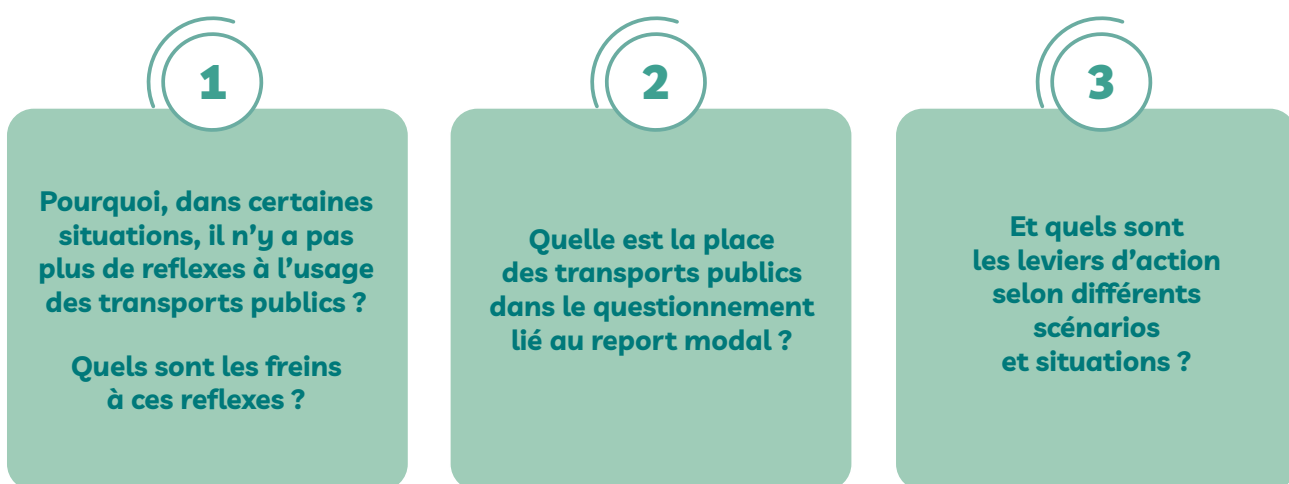 1
Pourquoi, dans certaines
situations, il n’y a pas
plus de reflexes à l’usage
des transports publics ?
Quels sont les freins
à ces reflexes ?
2
Quelle est la place
des transports publics
dans le questionnement
lié au report modal ?
3
Et quels sont
les leviers d’action
selon différents
scénarios
et situations ?